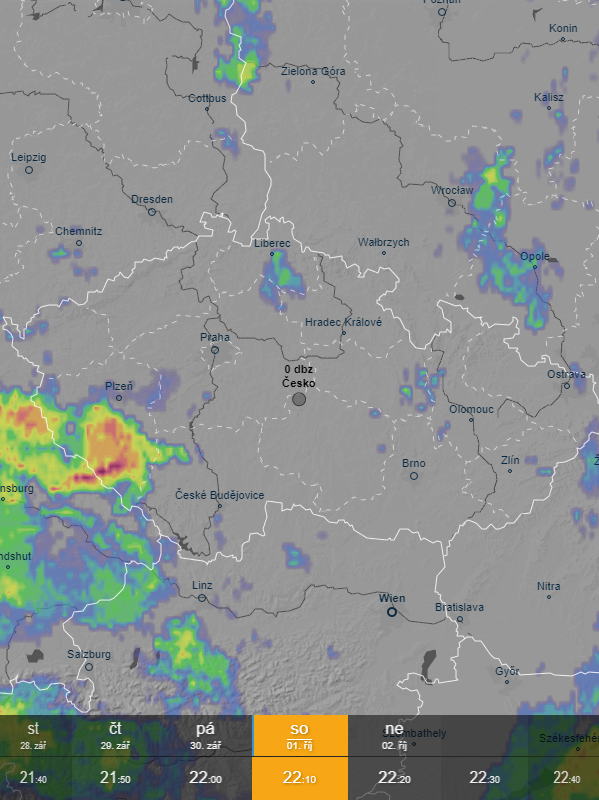 Poznań
Konin
Zielona Góra
Cottbus
Kalisz
Leipzig
Wrocław
Dresden
Chemnitz
Liberec
Wałbrzych
Opole
Hradec Králové
Praha
0 dbz
Česko
Plzeň
Ostrava
Olomouc
Brno
Zlín
Ž
nsburg
České Budějovice
ndshut
Linz
Nitra
Wien
Bratislava
Salzburg
Győr
st
28. zář
čt
29. zář
pá
30. zář
so
01. říj
ne
02. říj
Szombathely
Székesfehér
21:40
21:50
22:00
22:10
22:20
22:30
22:40